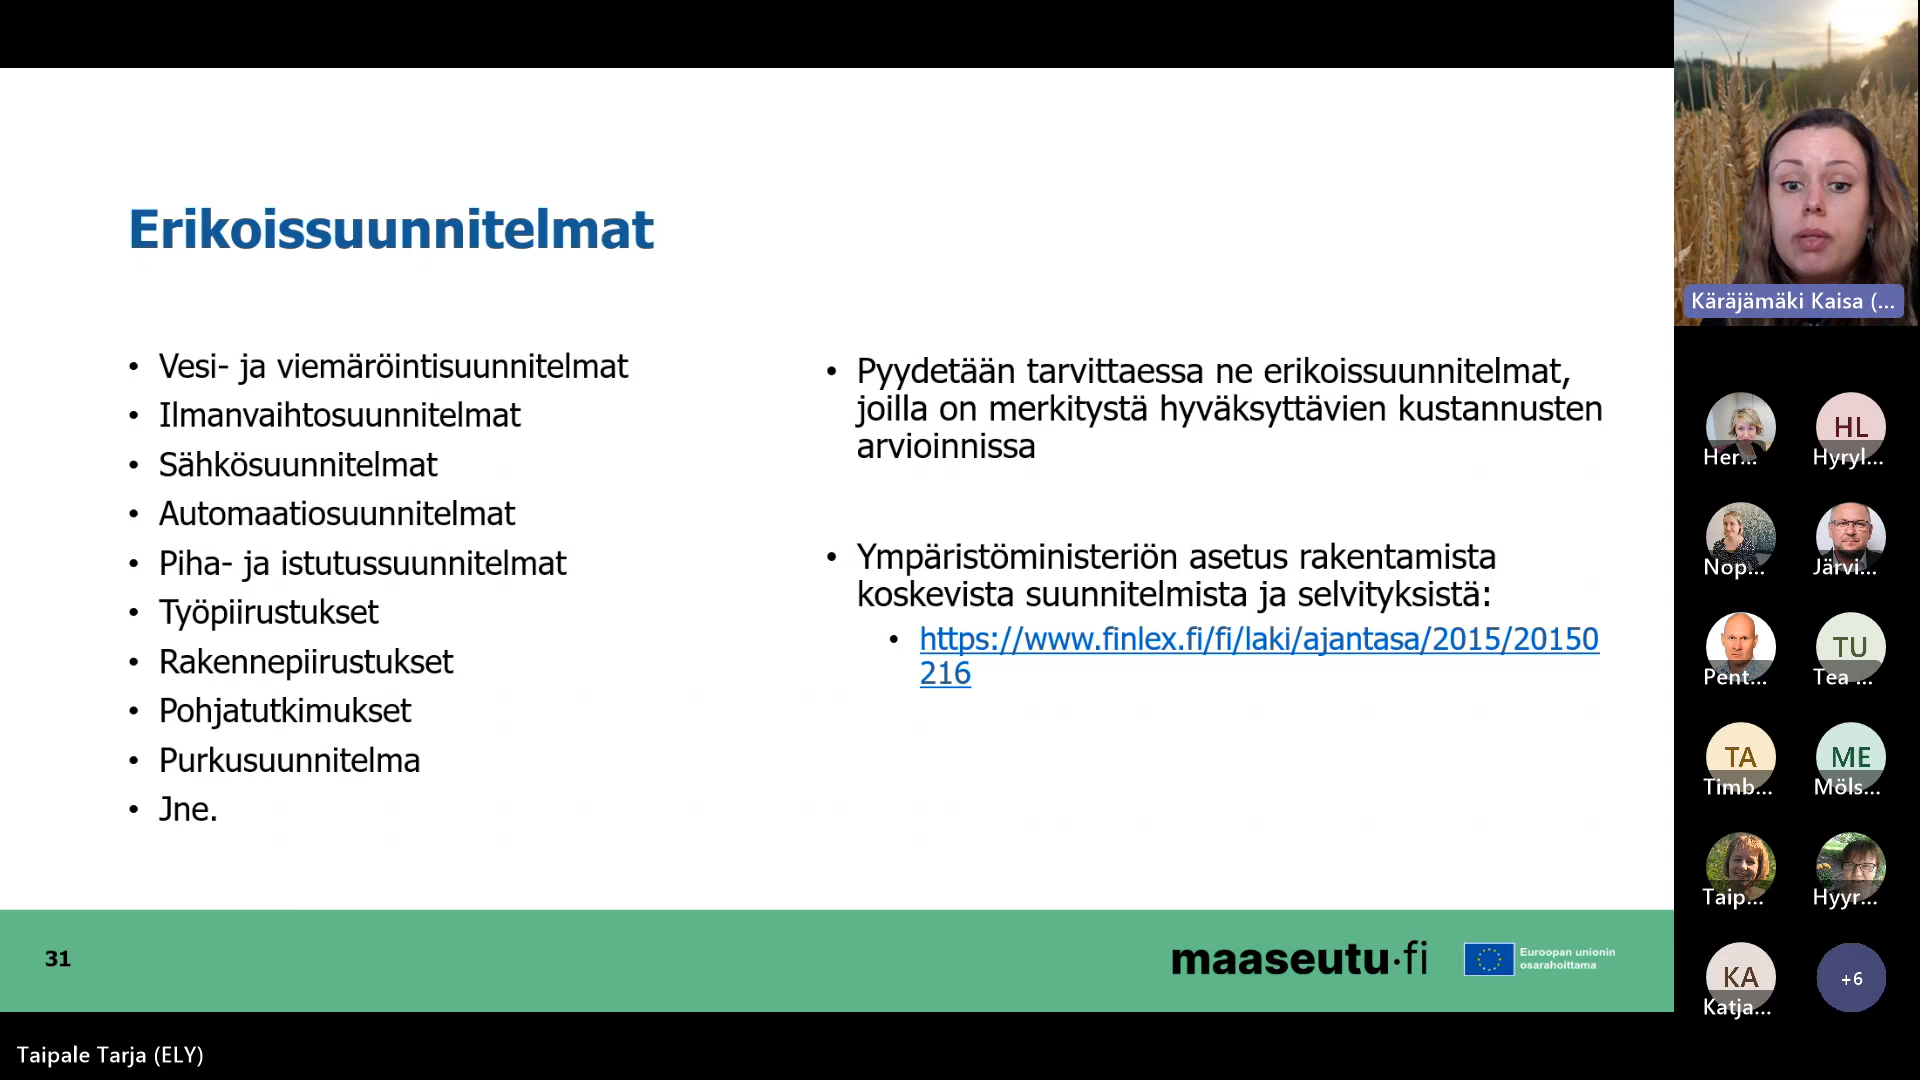 Erikoissuunnitelmat
• Vesi- ja viemäröintisuunnitelmat
• Ilmanvaihtosuunnitelmat
• Sähkösuunnitelmat
• Automaatiosuunnitelmat
• Piha- ja istutussuunnitelmat
• Työpiirustukset
• Rakennepiirustukset
• Pohjatutkimukset
• Purkusuunnitelma
• Jne.
• Pyydetään tarvittaessa ne erikoissuunnitelmat,
joilla on merkitystä hyväksyttävien kustannusten
arvioinnissa
• Ympäristöministeriön asetus rakentamista
koskevista suunnitelmista ja selvityksistä:
• https://www.finlex.fi/fi/laki/ajantasa/2015/20150
216
31
maaseutu.fi
Euroopan unionin
osarahoittama
Käräjämäki Kaisa (...
Her...
HL
Hyryl...
Nop...
Järvi...
Pent...
TU
Tea ...
TA
Timb...
ME
Möls...
Taip...
Hyyr...
KA
Katja...
+6
Taipale Tarja (ELY)